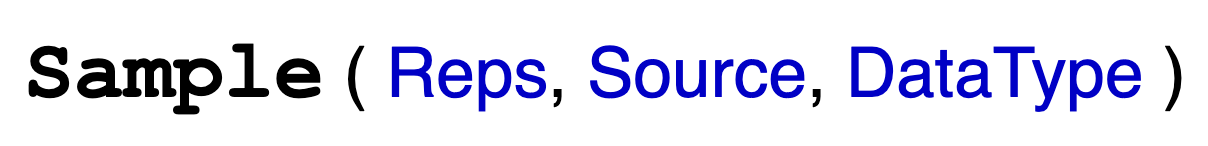 Sample ( Reps, Source, DataType )